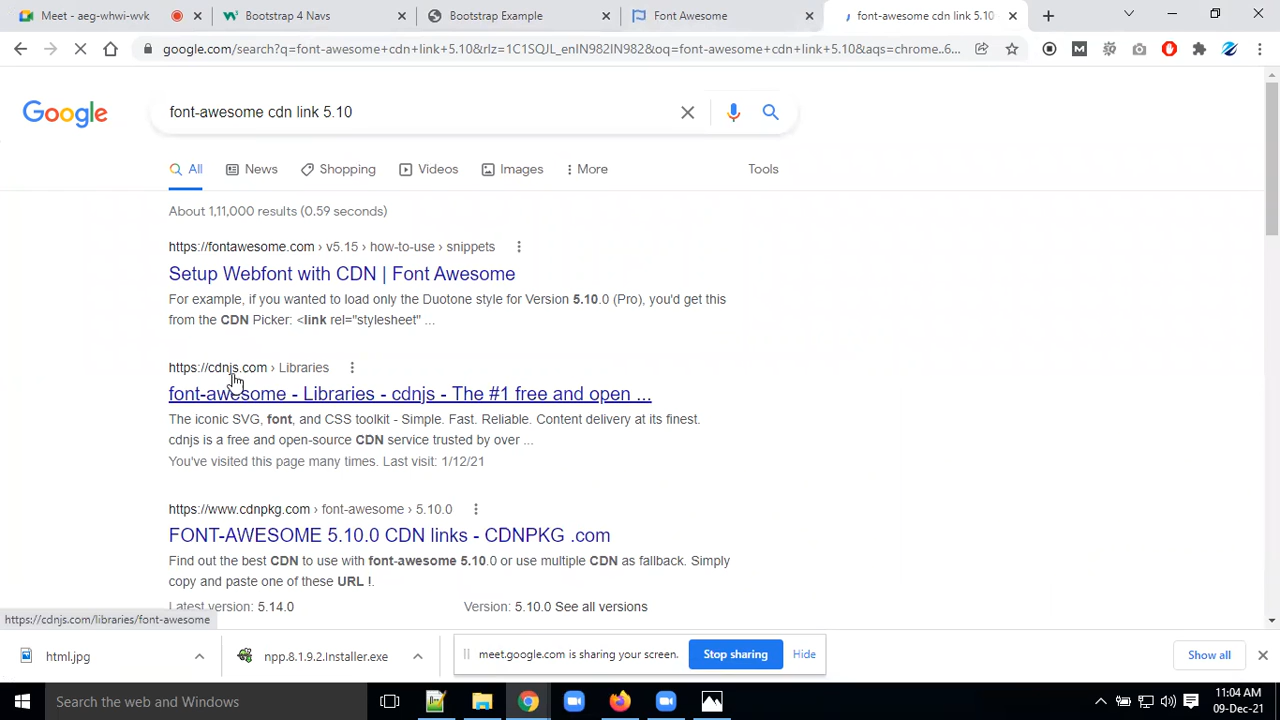 Meet - aeg-whwi-wvk
Bootstrap 4 Navs
Bootstrap Example
Font Awesome
font-awesome cdn link 5.10
google.com/search?q=font-awesome+cdn+link+5.10&rlz=1C1SQJL_enIN982IN982&oq=font-awesome+cdn+link+5.10&aqs=chrome..6...
Google
font-awesome cdn link 5.10
All
News
Shopping
Videos
Images
More
Tools
About 1,11,000 results (0.59 seconds)
https://fontawesome.com › v5.15 › how-to-use › snippets
Setup Webfont with CDN | Font Awesome
For example, if you wanted to load only the Duotone style for Version 5.10.0 (Pro), you'd get this
from the CDN Picker: <link rel="stylesheet" ...
https://cdnjs.com › Libraries
font-awesome - Libraries - cdnjs - The #1 free and open ...
The iconic SVG, font, and CSS toolkit - Simple. Fast. Reliable. Content delivery at its finest.
cdnjs is a free and open-source CDN service trusted by over ...
You've visited this page many times. Last visit: 1/12/21
https://www.cdnpkg.com › font-awesome › 5.10.0
FONT-AWESOME 5.10.0 CDN links - CDNPKG .com
Find out the best CDN to use with font-awesome 5.10.0 or use multiple CDN as fallback. Simply
copy and paste one of these URL !.
Latest version: 5.14.0
Version: 5.10.0 See all versions
https://cdnjs.com/libraries/font-awesome
html.jpg
npp.8.1.9.2.Installer.exe
meet.google.com is sharing your screen.
Stop sharing
Hide
Show all
Search the web and Windows
11:04 AM
09-Dec-21